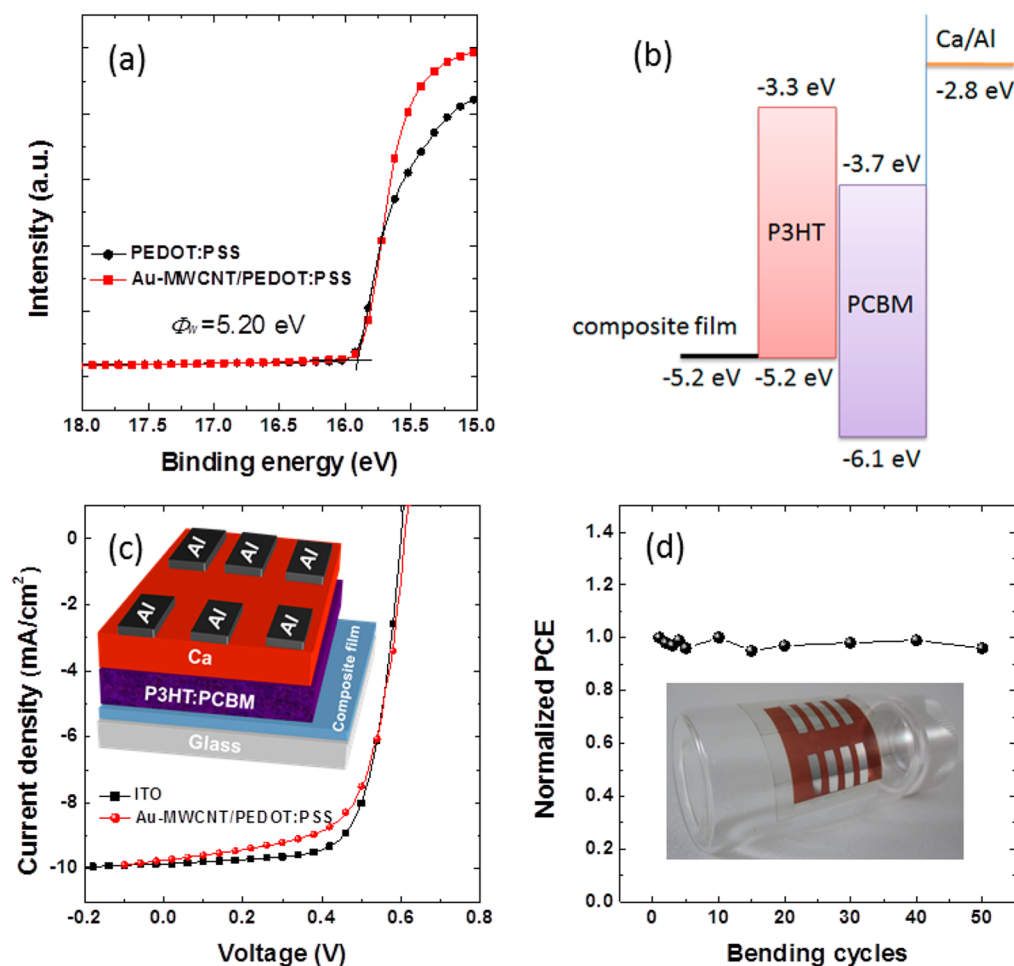 (a)
Intensity (a.u.)
PEDOT:PSS
Au-MWCNT/PEDOT:PSS
Φw=5.20 eV
18.0 17.5 17.0 16.5 16.0 15.5 15.0
Binding energy (eV)
(b)
Ca/Al
-2.8 eV
-3.3 eV
-3.7 eV
P3HT
PCBM
composite film
-5.2 eV
-5.2 eV
-6.1 eV
(c)
Current density (mA/cm²)
0
-2
-4
-6
-8
-10
Al Al Al
Al Al Al
Ca
P3HT:PCBM
Composite film
Glass
ITO
Au-MWCNT/PEDOT:PSS
-0.2 0.0 0.2 0.4 0.6 0.8
Voltage (V)
(d)
Normalized PCE
1.4
1.2
1.0
0.8
0.6
0.4
0.2
0.0
0 10 20 30 40 50
Bending cycles